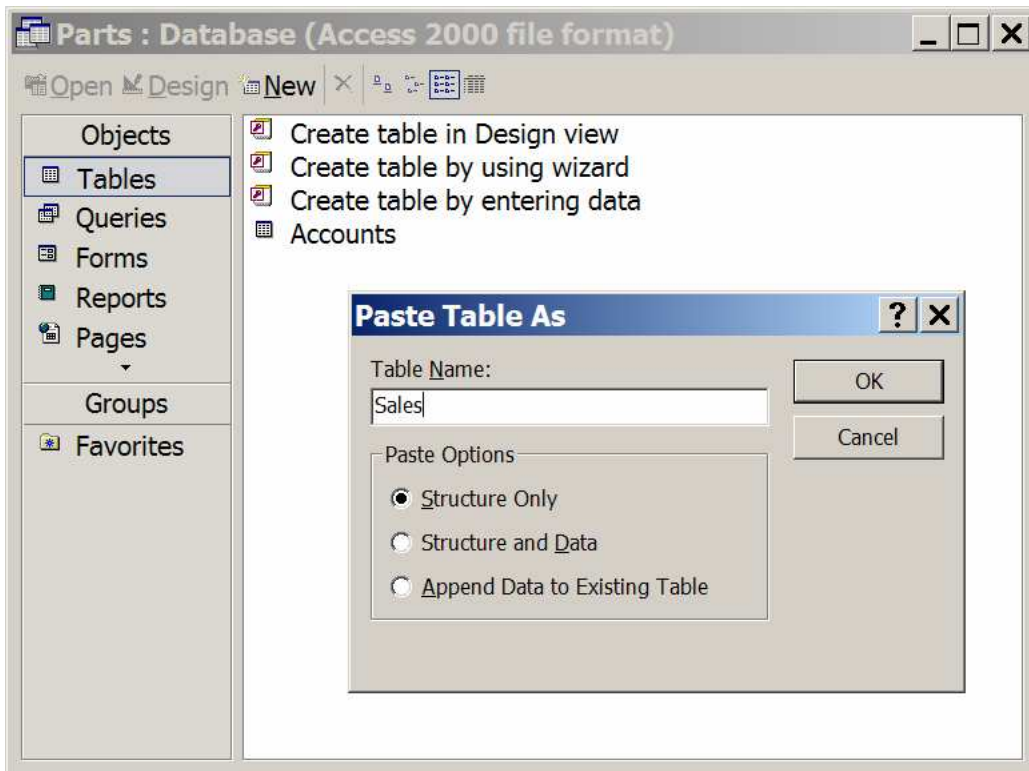 Parts : Database (Access 2000 file format)
Open Design New
Objects
Tables
Queries
Forms
Reports
Pages
Groups
Favorites
Create table in Design view
Create table by using wizard
Create table by entering data
Accounts
Paste Table As
Table Name:
Sales
OK
Cancel
Paste Options
Structure Only
Structure and Data
Append Data to Existing Table